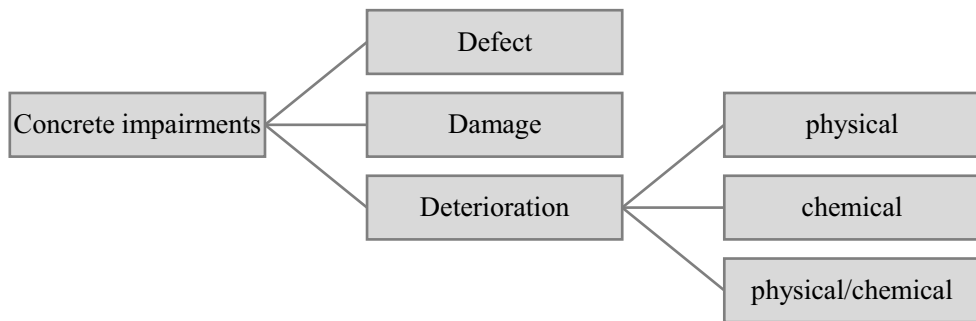 Concrete impairments
Defect
Damage
Deterioration
physical
chemical
physical/chemical